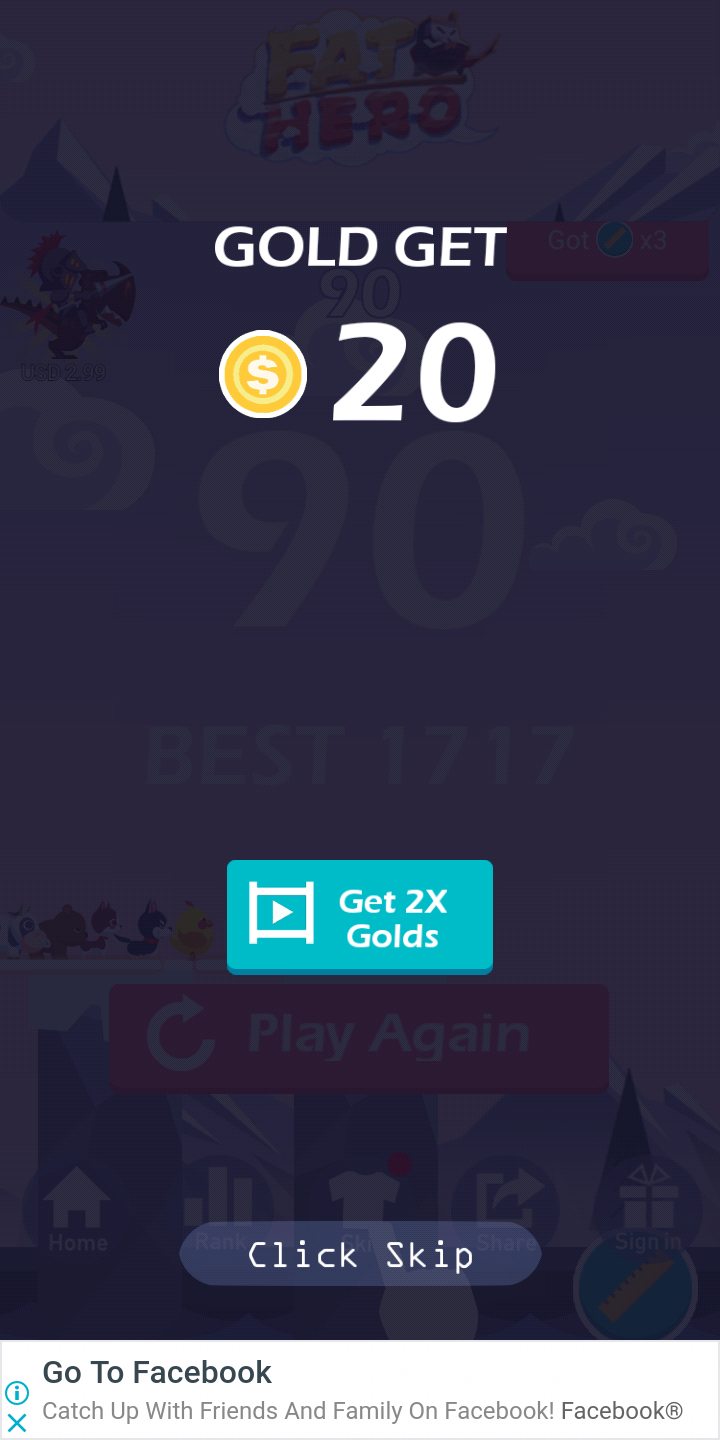 FAT
HERO
GOLD GET
Got x3
90
$ 20
USD 2.99
90
BEST 1717
Get 2X
Golds
Play Again
Home
Rank
Share
Sign in
Click Skip
Go To Facebook
Catch Up With Friends And Family On Facebook! Facebook®